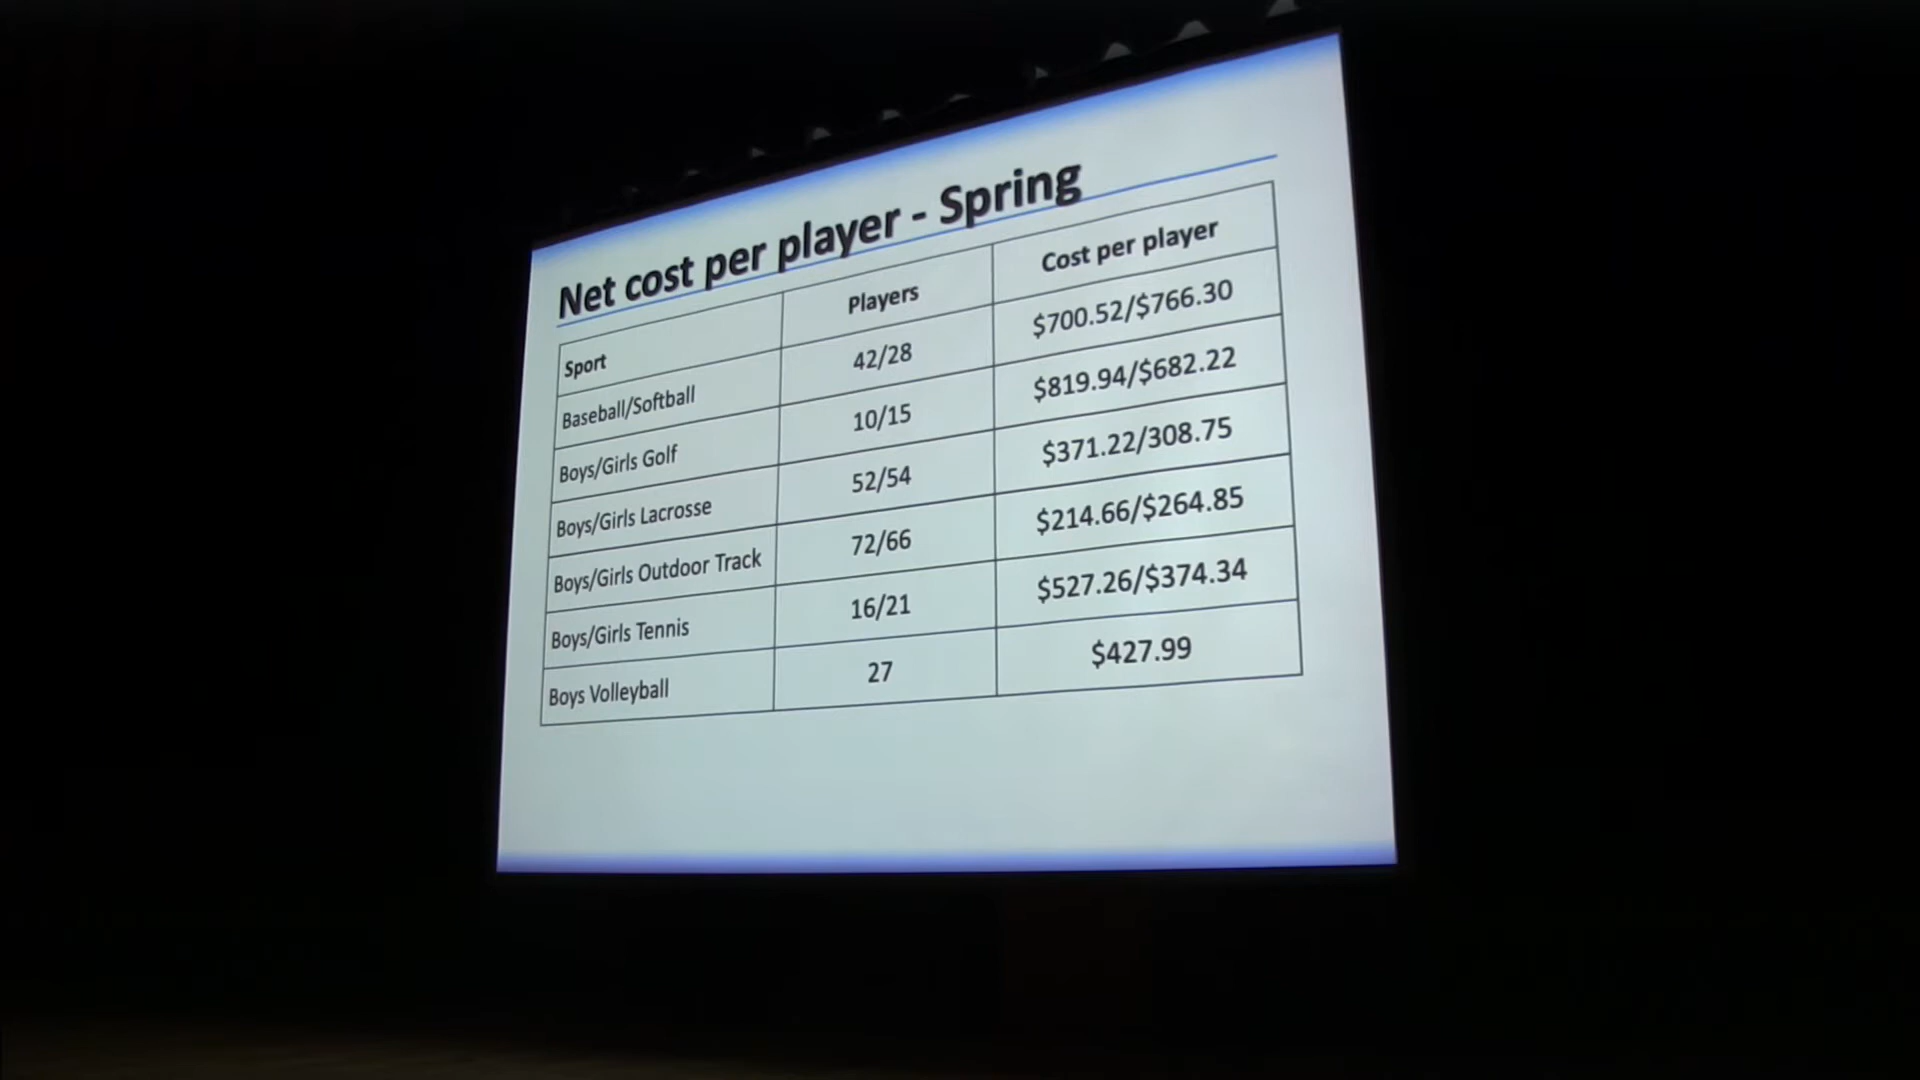 Net cost per player - Spring
Sport Players Cost per player
Baseball/Softball 42/28 $700.52/$766.30
Boys/Girls Golf 10/15 $819.94/$682.22
Boys/Girls Lacrosse 52/54 $371.22/308.75
Boys/Girls Outdoor Track 72/66 $214.66/$264.85
Boys/Girls Tennis 16/21 $527.26/$374.34
Boys Volleyball 27 $427.99